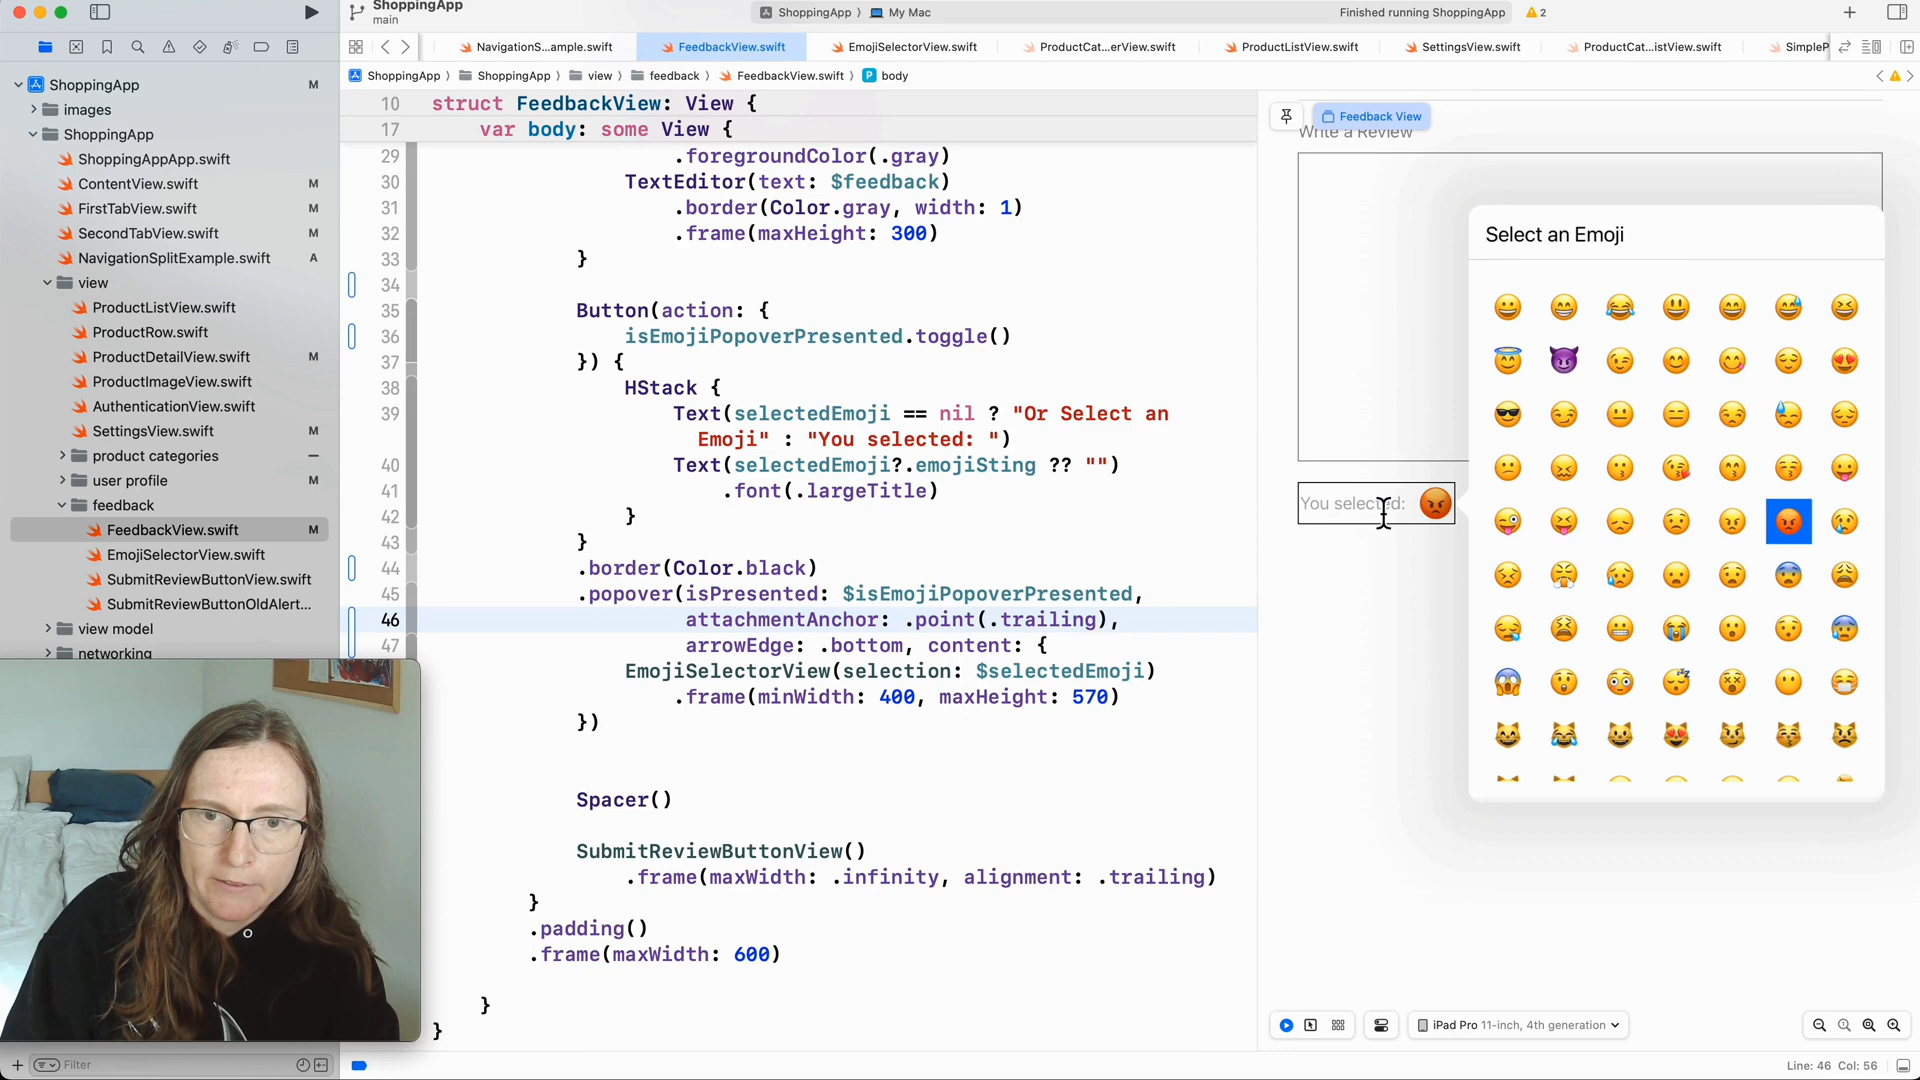 ShoppingApp
main
ShoppingApp 〉 My Mac
Finished running ShoppingApp
2
NavigationS...ample.swift
FeedbackView.swift
EmojiSelectorView.swift
ProductCat...erView.swift
ProductListView.swift
SettingsView.swift
ProductCat...istView.swift
SimpleP
ShoppingApp 〉 ShoppingApp 〉 view 〉 feedback 〉 FeedbackView.swift 〉 P body
ShoppingApp M
images
ShoppingApp
ShoppingAppApp.swift
ContentView.swift M
FirstTabView.swift M
SecondTabView.swift M
NavigationSplitExample.swift A
view
ProductListView.swift
ProductRow.swift
ProductDetailView.swift M
ProductImageView.swift
AuthenticationView.swift
SettingsView.swift M
product categories
user profile M
feedback
FeedbackView.swift M
EmojiSelectorView.swift
SubmitReviewButtonView.swift
SubmitReviewButtonOldAlert...
view model
networking
Filter
10 struct FeedbackView: View {
17 var body: some View {
29 .foregroundColor(.gray)
30 TextEditor(text: $feedback)
31 .border(Color.gray, width: 1)
32 .frame(maxHeight: 300)
33 }
34
35 Button(action: {
36 isEmojiPopoverPresented.toggle()
37 }) {
38 HStack {
39 Text(selectedEmoji == nil ? "Or Select an
Emoji" : "You selected: ")
40 Text(selectedEmoji?.emojiSting ?? "")
41 .font(.largeTitle)
42 }
43 }
44 .border(Color.black)
45 .popover(isPresented: $isEmojiPopoverPresented,
46 attachmentAnchor: .point(.trailing),
47 arrowEdge: .bottom, content: {
EmojiSelectorView(selection: $selectedEmoji)
.frame(minWidth: 400, maxHeight: 570)
})
Spacer()
SubmitReviewButtonView()
.frame(maxWidth: .infinity, alignment: .trailing)
}
.padding()
.frame(maxWidth: 600)
}
}
Feedback View
Write a Review
Select an Emoji
You selected:
iPad Pro 11-inch, 4th generation
Line: 46 Col: 56